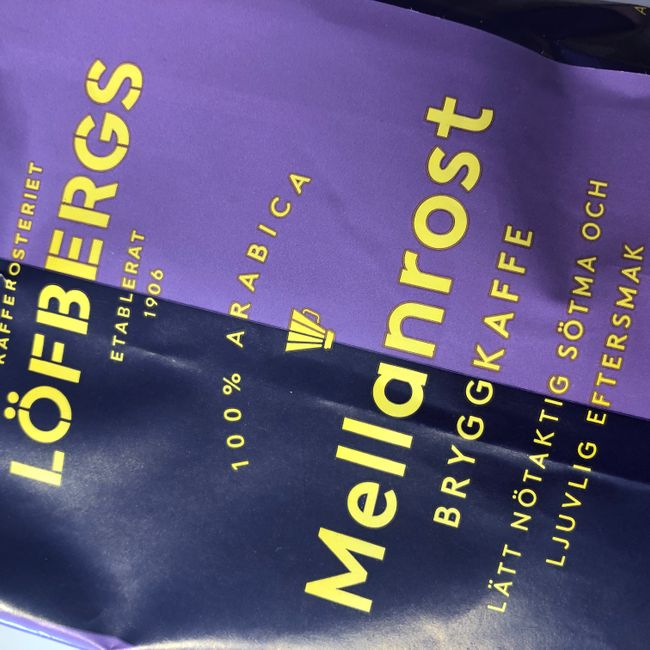 KAFFEROSTERIET
LÖFBERGS
ETABLERAT
1906
100% ARABICA
Mellanrost
BRYGGKAFFE
LÄTT NÖTAKTIG SÖTMA OCH
LJUVLIG EFTERSMAK